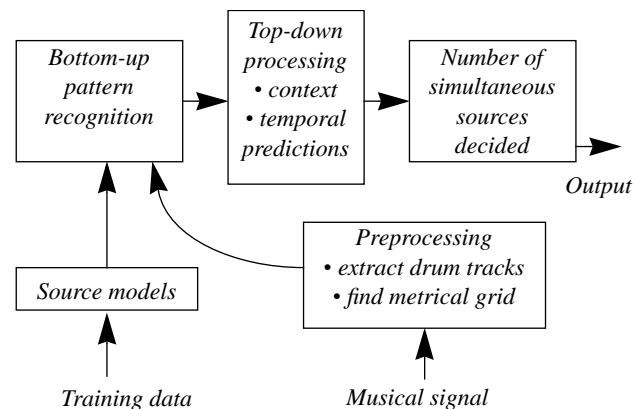 Bottom-up
pattern
recognition
Top-down
processing
• context
• temporal
predictions
Number of
simultaneous
sources
decided
Output
Preprocessing
• extract drum tracks
• find metrical grid
Source models
Training data
Musical signal